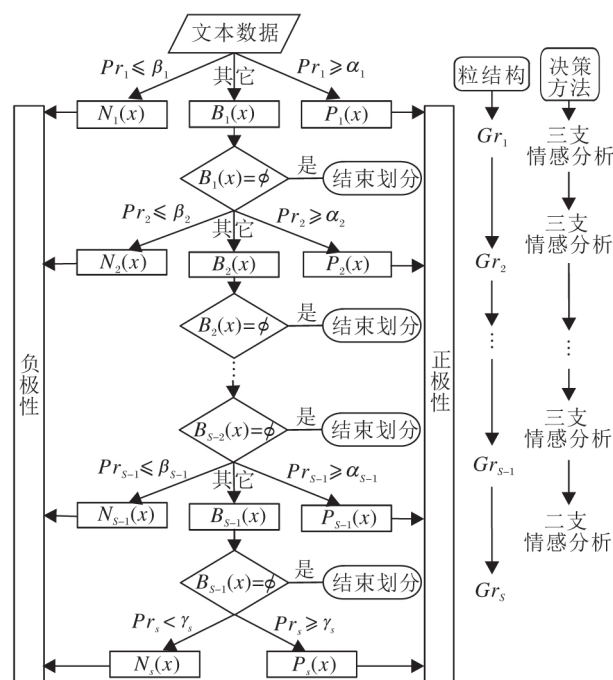 文本数据
Pr₁≤β₁
其它
Pr₁≥α₁
N₁(x)
B₁(x)
P₁(x)
B₁(x)=ϕ
是
结束划分
Pr₂≤β₂
其它
Pr₂≥α₂
N₂(x)
B₂(x)
P₂(x)
B₂(x)=ϕ
是
结束划分
⋮
B_{S-2}(x)=ϕ
是
结束划分
Pr_{S-1}≤β_{S-1}
其它
Pr_{S-1}≥α_{S-1}
N_{S-1}(x)
B_{S-1}(x)
P_{S-1}(x)
B_{S-1}(x)=ϕ
是
结束划分
Pr_s<γ_s
Pr_s≥γ_s
N_s(x)
P_s(x)
负极性
正极性
粒结构
Gr₁
Gr₂
⋮
Gr_{S-1}
Gr_S
决策
方法
三支
情感分析
三支
情感分析
⋮
三支
情感分析
二支
情感分析